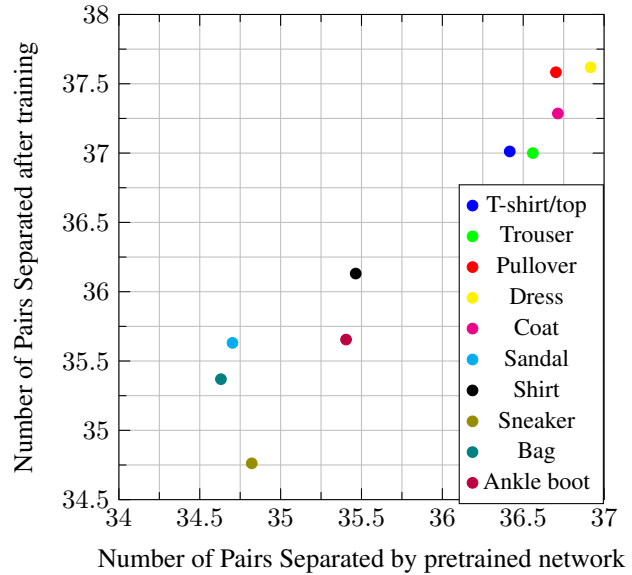 38
37.5
37
36.5
36
35.5
35
34.5
34
34.5
35
35.5
36
36.5
37
Number of Pairs Separated after training
Number of Pairs Separated by pretrained network
T-shirt/top
Trouser
Pullover
Dress
Coat
Sandal
Shirt
Sneaker
Bag
Ankle boot